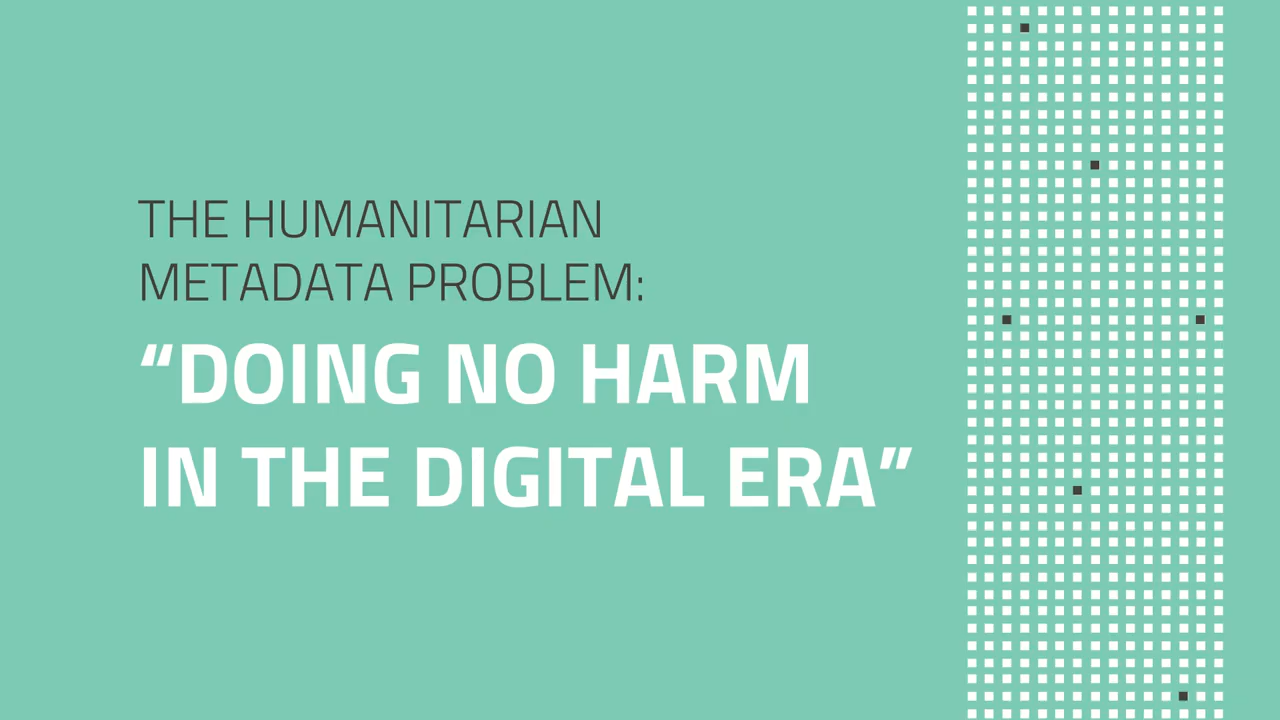 THE HUMANITARIAN
METADATA PROBLEM:
“DOING NO HARM
IN THE DIGITAL ERA”